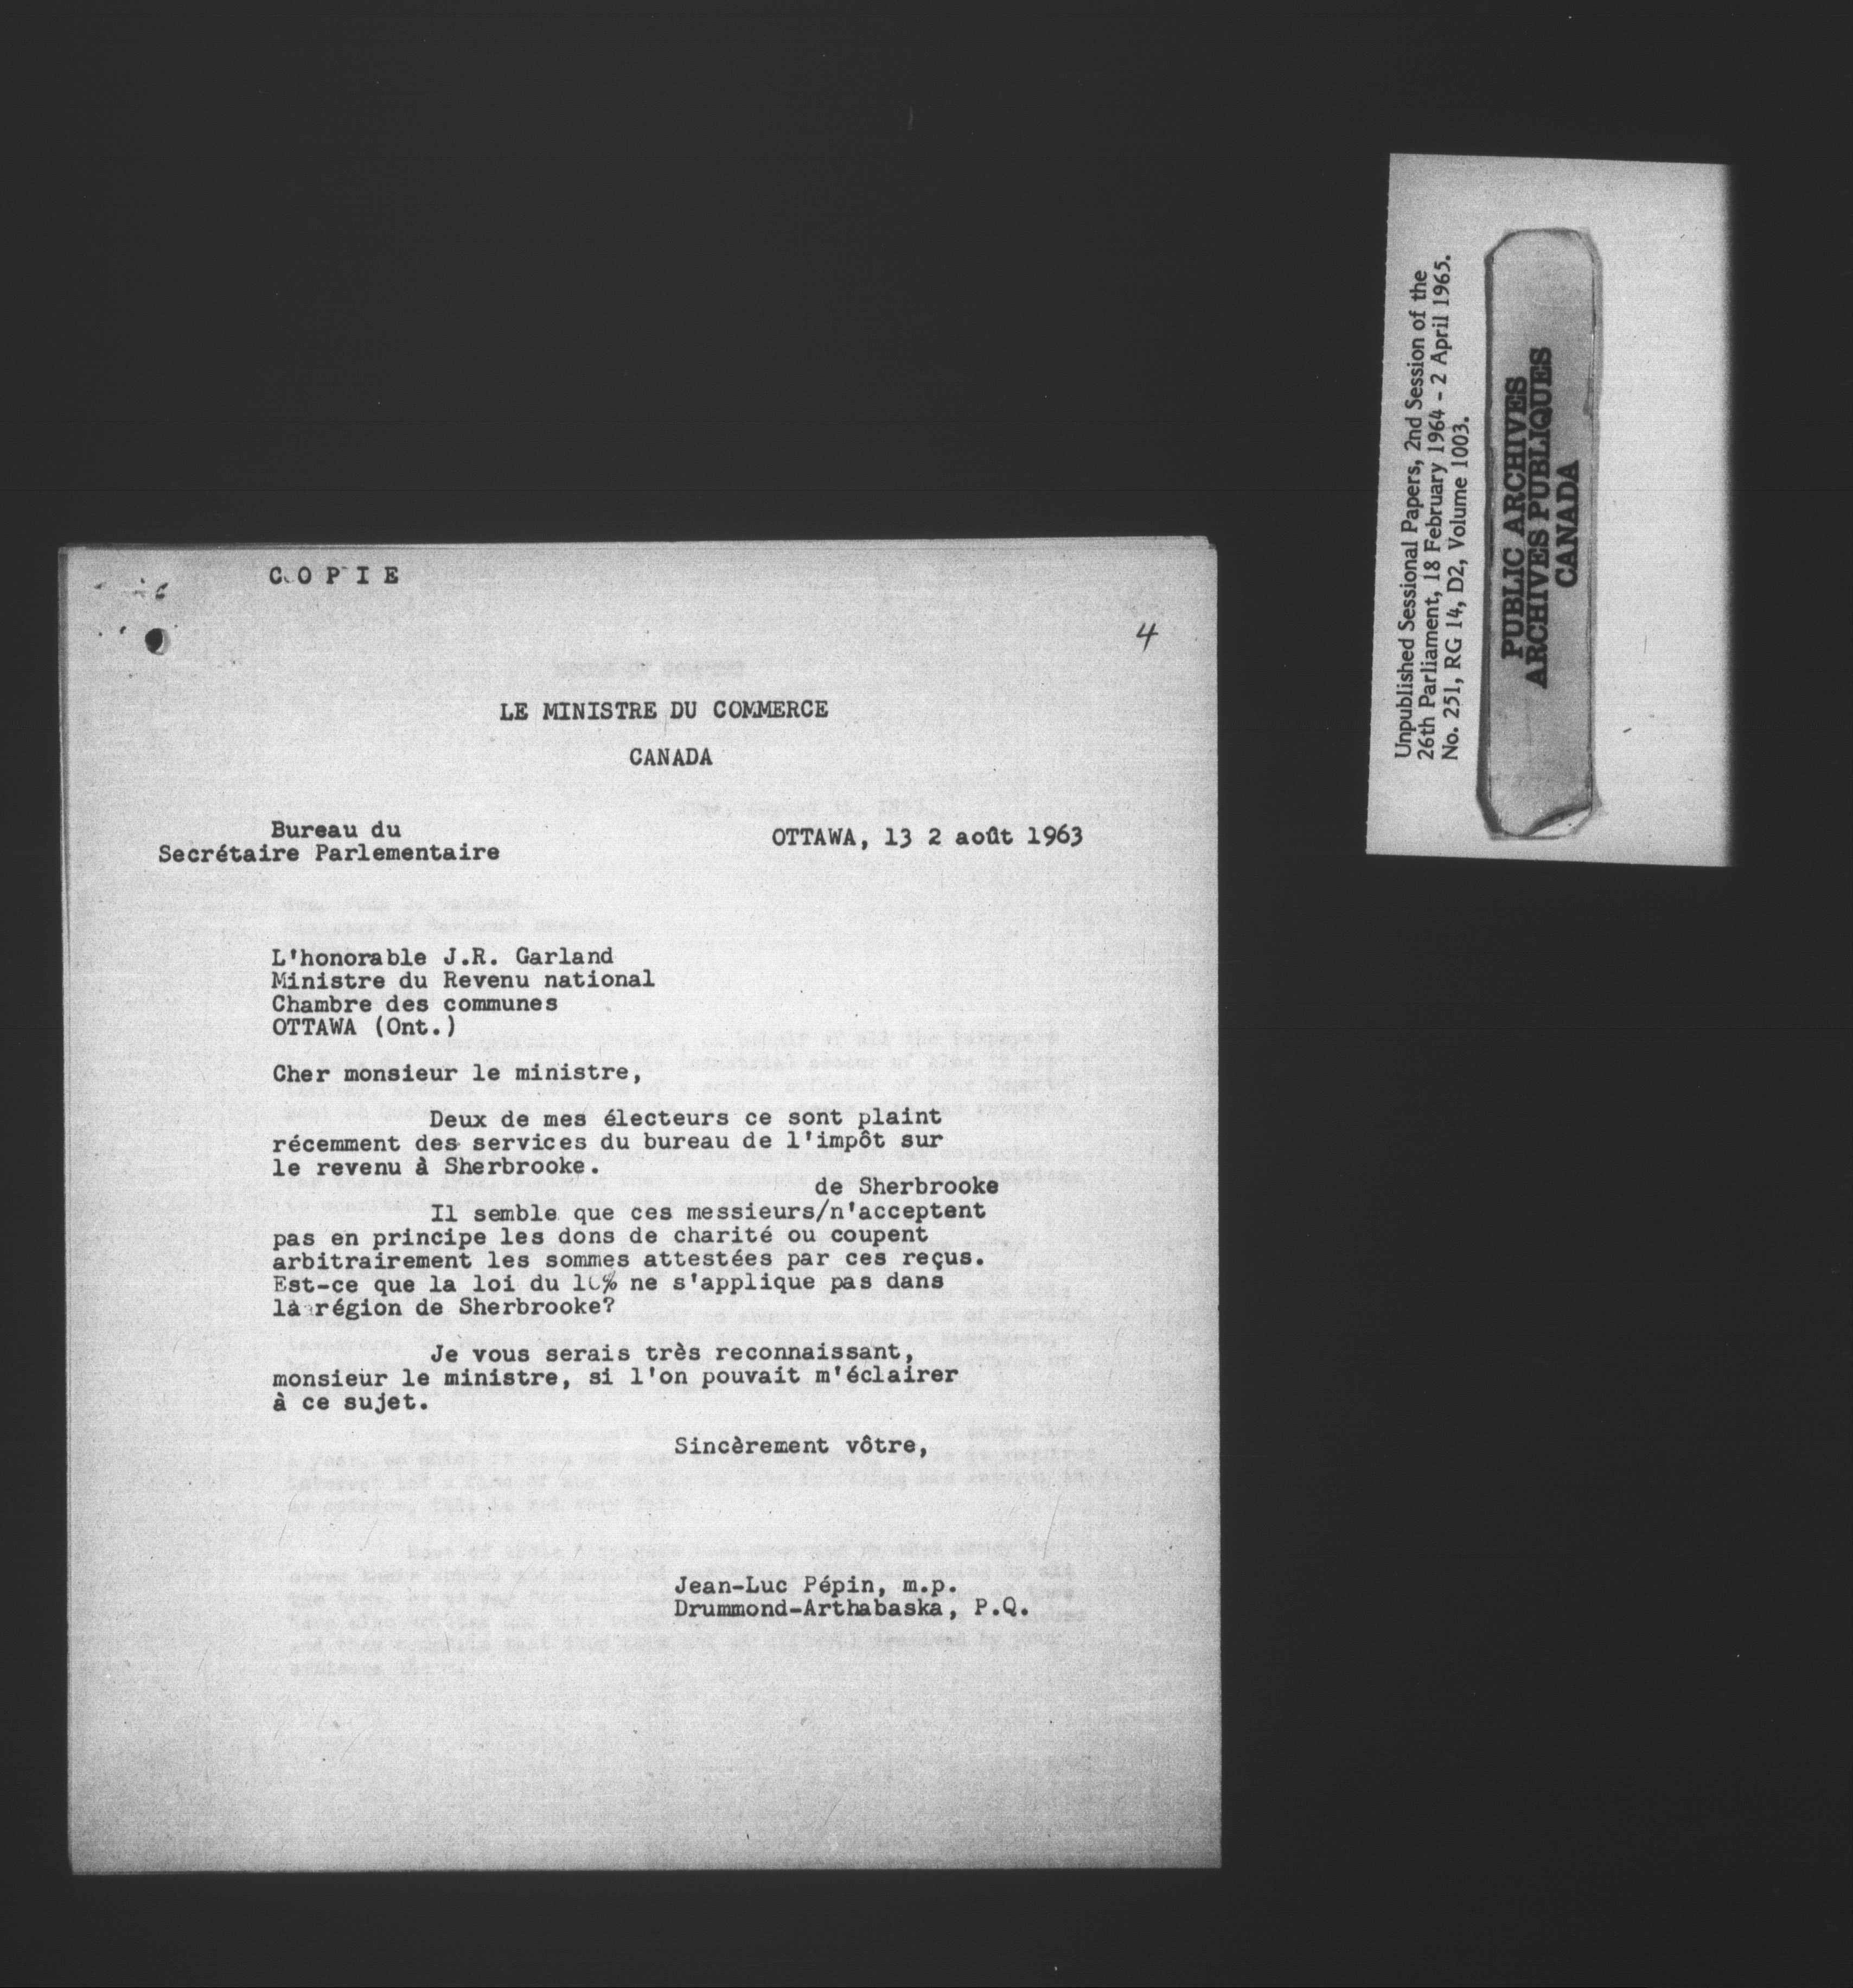 COPIE
4
LE MINISTRE DU COMMERCE
CANADA
Bureau du
Secrétaire Parlementaire
OTTAWA, 13 2 août 1963
L'honorable J.R. Garland
Ministre du Revenu national
Chambre des communes
OTTAWA (Ont.)
Cher monsieur le ministre,
Deux de mes électeurs ce sont plaint
récemment des services du bureau de l'impôt sur
le revenu à Sherbrooke.
de Sherbrooke
Il semble que ces messieurs/n'acceptent
pas en principe les dons de charité ou coupent
arbitrairement les sommes attestées par ces reçus.
Est-ce que la loi du 10% ne s'applique pas dans
la région de Sherbrooke?
Je vous serais très reconnaissant,
monsieur le ministre, si l'on pouvait m'éclairer
à ce sujet.
Sincèrement vôtre,
Jean-Luc Pépin, m.p.
Drummond-Arthabaska, P.Q.
Unpublished Sessional Papers, 2nd Session of the
26th Parliament, 18 February 1964 - 2 April 1965.
No. 251, RG 14, D2, Volume 1003.
PUBLIC ARCHIVES
ARCHIVES PUBLIQUES
CANADA